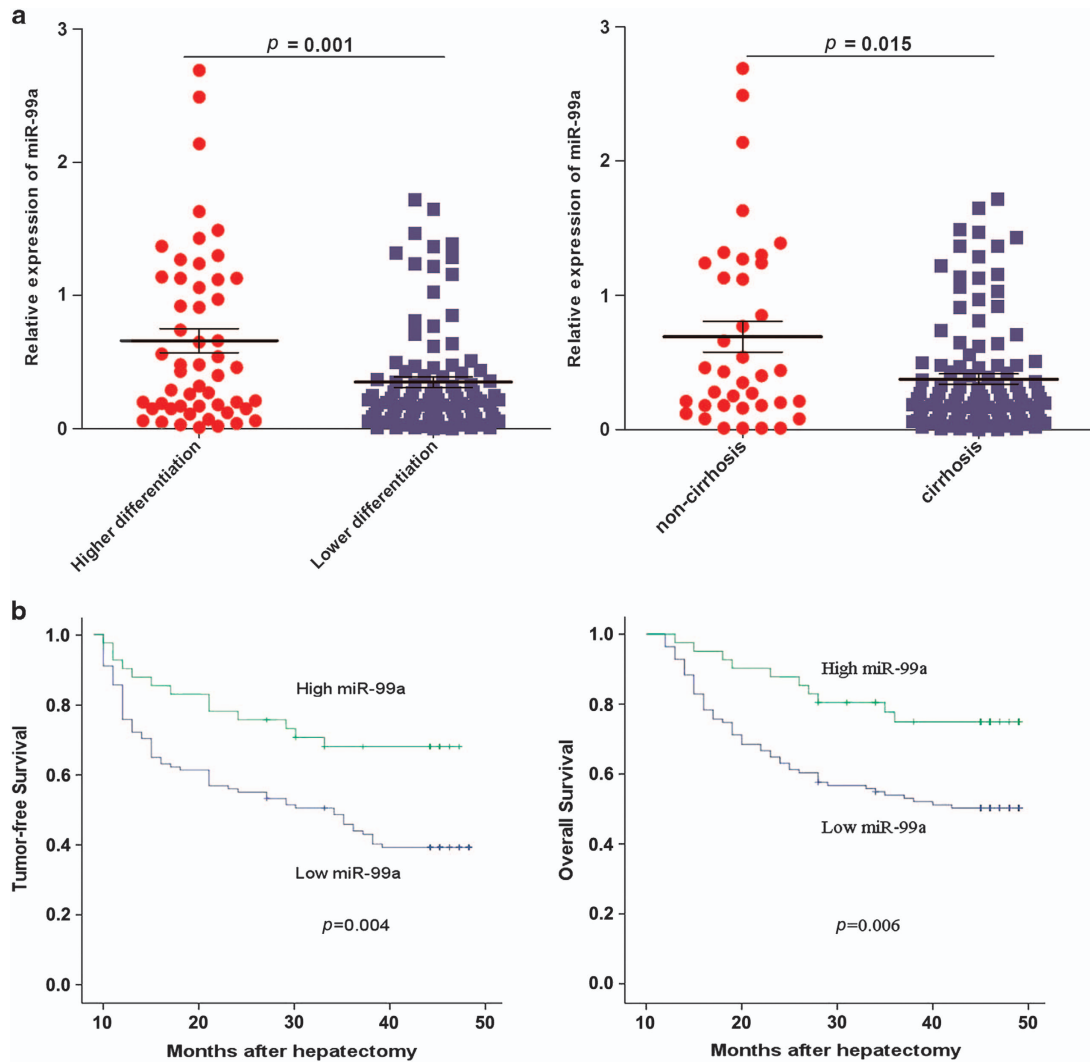 a
Relative expression of miR-99a
3
2
1
0
p = 0.001
Higher differentiation
Lower differentiation
Relative expression of miR-99a
3
2
1
0
p = 0.015
non-cirrhosis
cirrhosis
b
Tumor-free Survival
1.0
0.8
0.6
0.4
0.2
0.0
High miR-99a
Low miR-99a
p=0.004
10 20 30 40 50
Months after hepatectomy
Overall Survival
1.0
0.8
0.6
0.4
0.2
0.0
High miR-99a
Low miR-99a
p=0.006
10 20 30 40 50
Months after hepatectomy